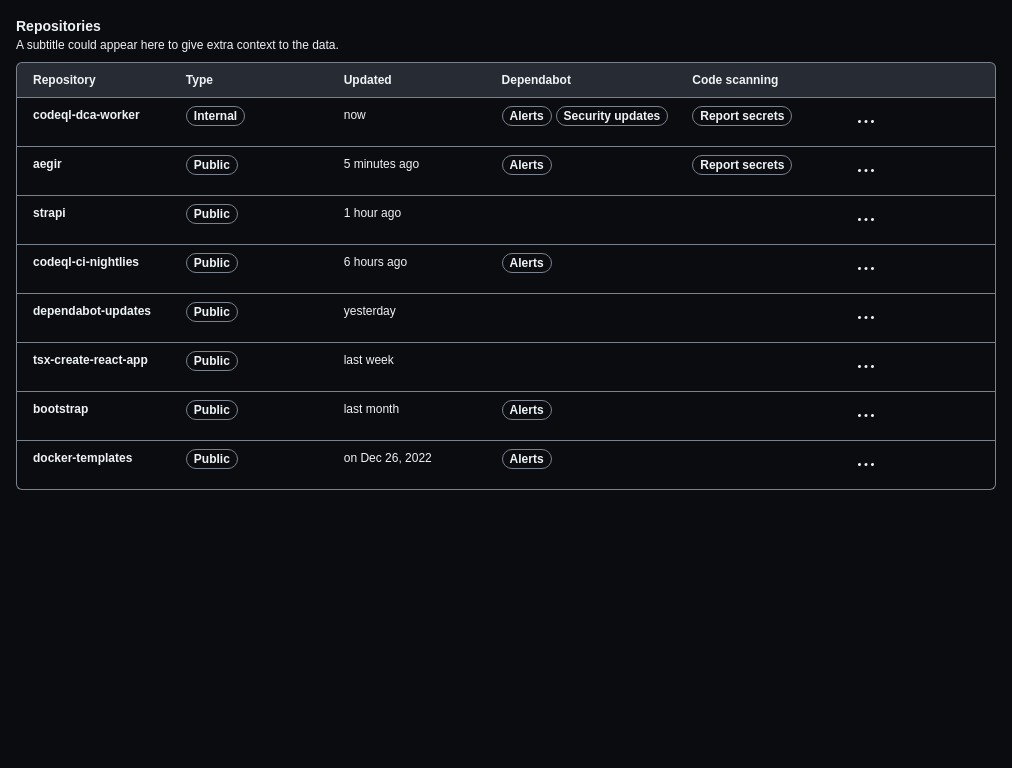 Repositories
A subtitle could appear here to give extra context to the data.
Repository Type Updated Dependabot Code scanning
codeql-dca-worker Internal now Alerts Security updates Report secrets
aegir Public 5 minutes ago Alerts Report secrets
strapi Public 1 hour ago
codeql-ci-nightlies Public 6 hours ago Alerts
dependabot-updates Public yesterday
tsx-create-react-app Public last week
bootstrap Public last month Alerts
docker-templates Public on Dec 26, 2022 Alerts